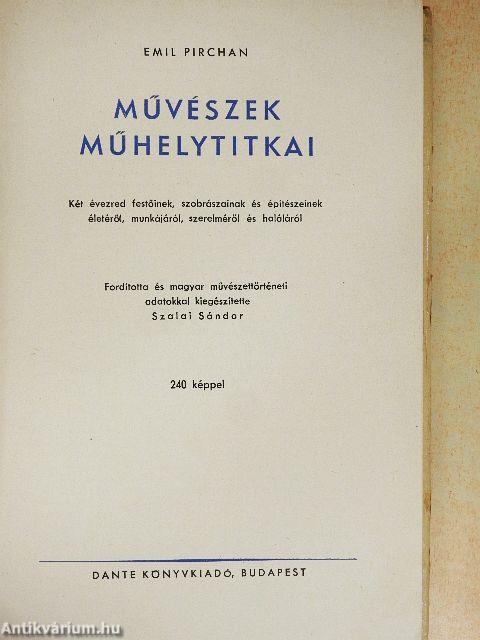 EMIL PIRCHAN
MŰVÉSZEK
MŰHELYTITKAI
Két évezred festőinek, szobrászainak és építészeinek
életéről, munkájáról, szerelméről és haláláról
Fordította és magyar művészettörténeti
adatokkal kiegészítette
Szalai Sándor
240 képpel
DANTE KÖNYVKIADÓ, BUDAPEST
Antikvárium.hu